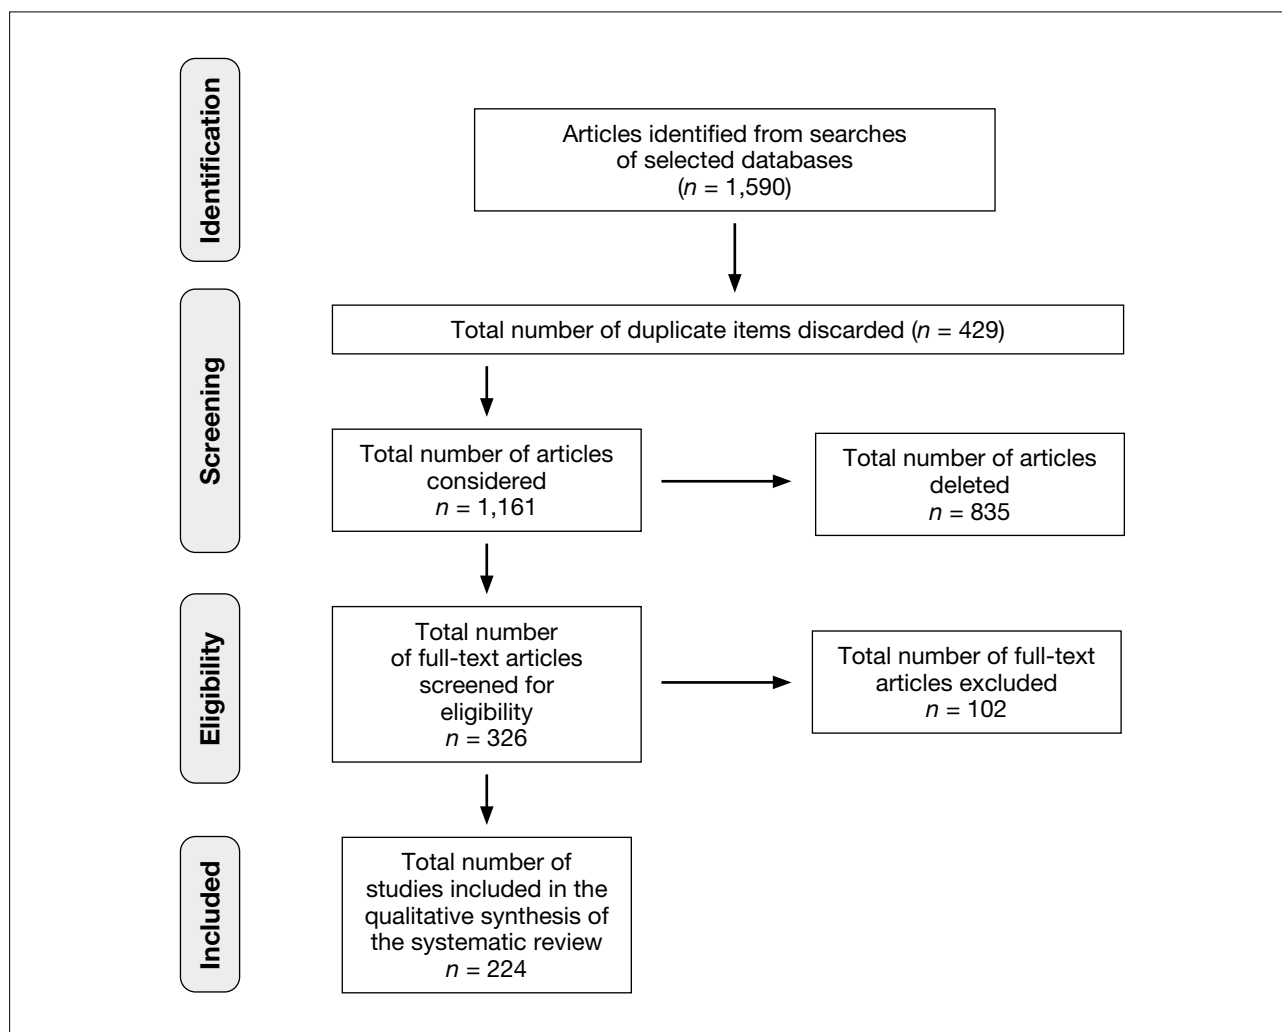 Identification
Articles identified from searches
of selected databases
(n = 1,590)
Screening
Total number of duplicate items discarded (n = 429)
Total number of articles
considered
n = 1,161
Total number of articles
deleted
n = 835
Eligibility
Total number
of full-text articles
screened for
eligibility
n = 326
Total number of full-text
articles excluded
n = 102
Included
Total number of
studies included in the
qualitative synthesis of
the systematic review
n = 224